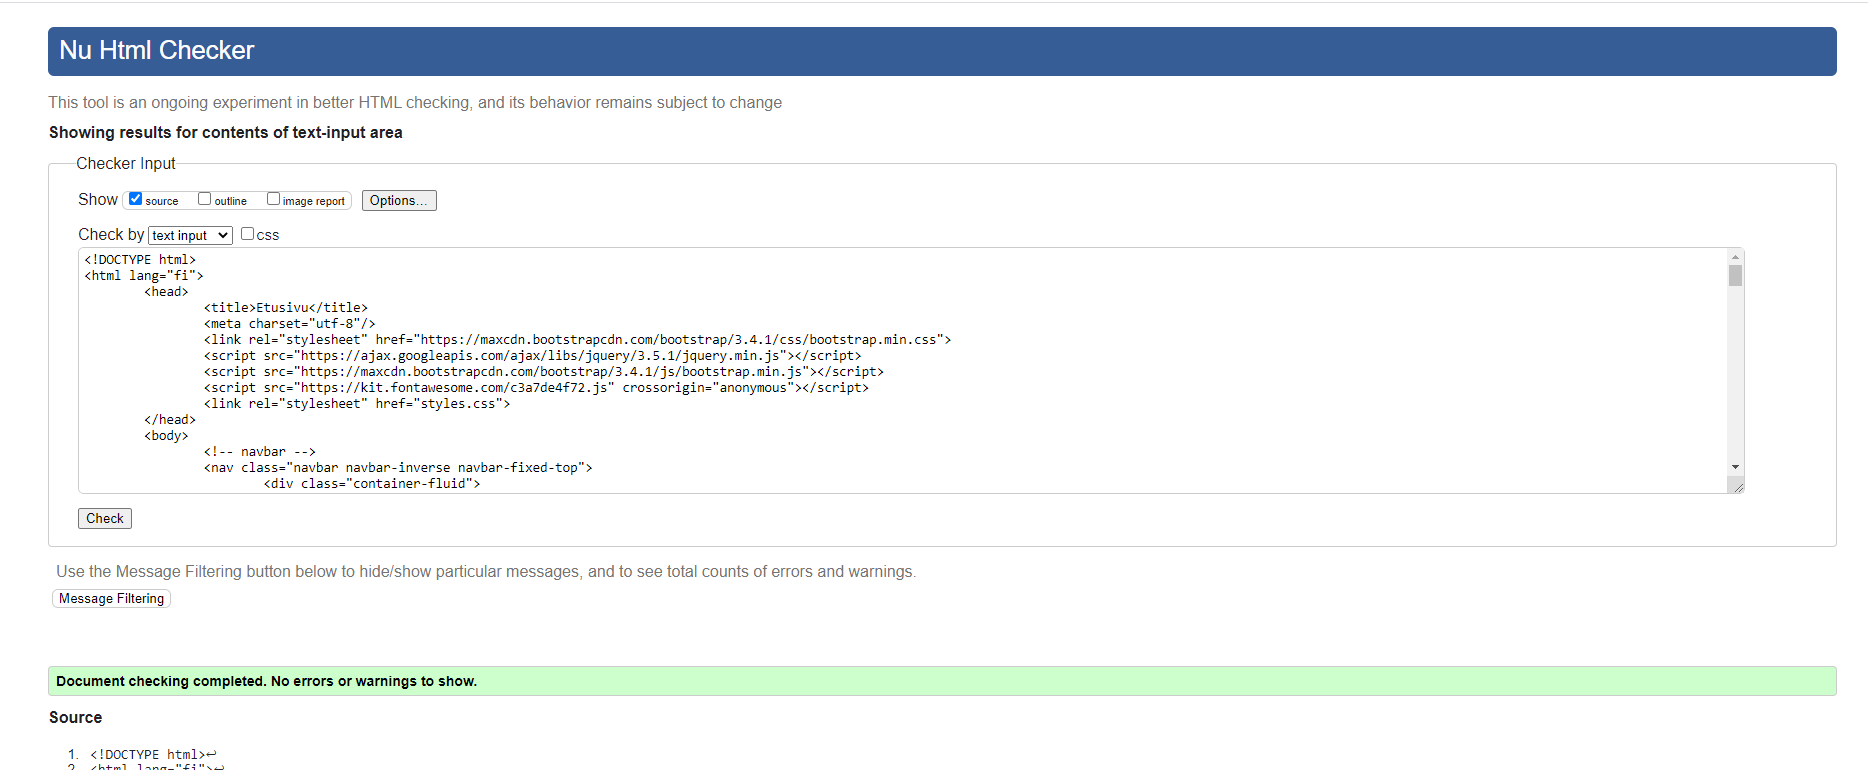 Nu Html Checker
This tool is an ongoing experiment in better HTML checking, and its behavior remains subject to change
Showing results for contents of text-input area
Checker Input
Show source outline image report Options...
Check by text input css
<!DOCTYPE html>
<html lang="fi">
<head>
<title>Etusivu</title>
<meta charset="utf-8"/>
<link rel="stylesheet" href="https://maxcdn.bootstrapcdn.com/bootstrap/3.4.1/css/bootstrap.min.css">
<script src="https://ajax.googleapis.com/ajax/libs/jquery/3.5.1/jquery.min.js"></script>
<script src="https://maxcdn.bootstrapcdn.com/bootstrap/3.4.1/js/bootstrap.min.js"></script>
<script src="https://kit.fontawesome.com/c3a7de4f72.js" crossorigin="anonymous"></script>
<link rel="stylesheet" href="styles.css">
</head>
<body>
<!-- navbar -->
<nav class="navbar navbar-inverse navbar-fixed-top">
<div class="container-fluid">
Check
Use the Message Filtering button below to hide/show particular messages, and to see total counts of errors and warnings.
Message Filtering
Document checking completed. No errors or warnings to show.
Source
1. <!DOCTYPE html>↩
2. <html lang="fi">↩